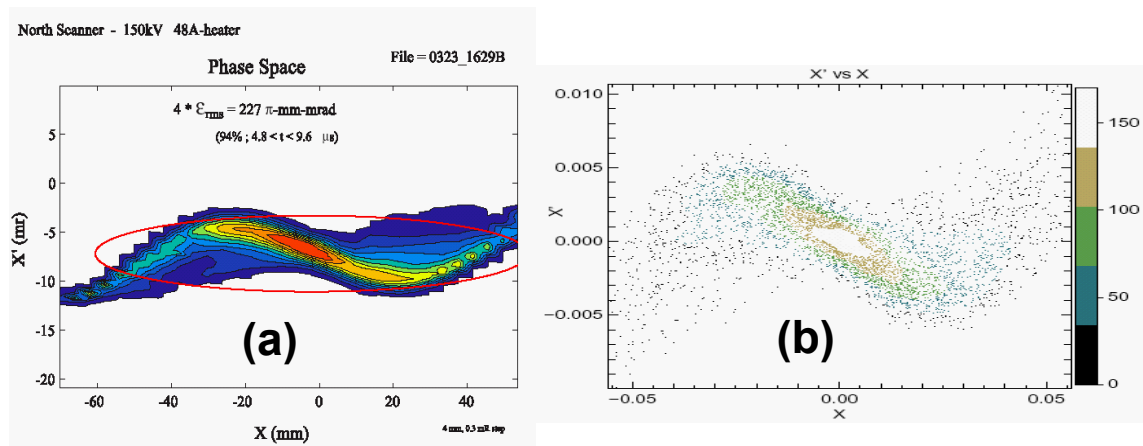 North Scanner - 150kV 48A-heater
File = 0323_1629B
Phase Space
4 * εrms = 227 π-mm-mrad
(94% ; 4.8 < t < 9.6 μs)
5
0
-5
-10
-15
-20
X' (mr)
-60
-40
-20
0
20
40
X (mm)
4 mm, 0.3 mR step
(a)
X' vs X
0.010
0.005
0.000
−0.005
X'
−0.05
0.00
0.05
X
150
100
50
0
(b)